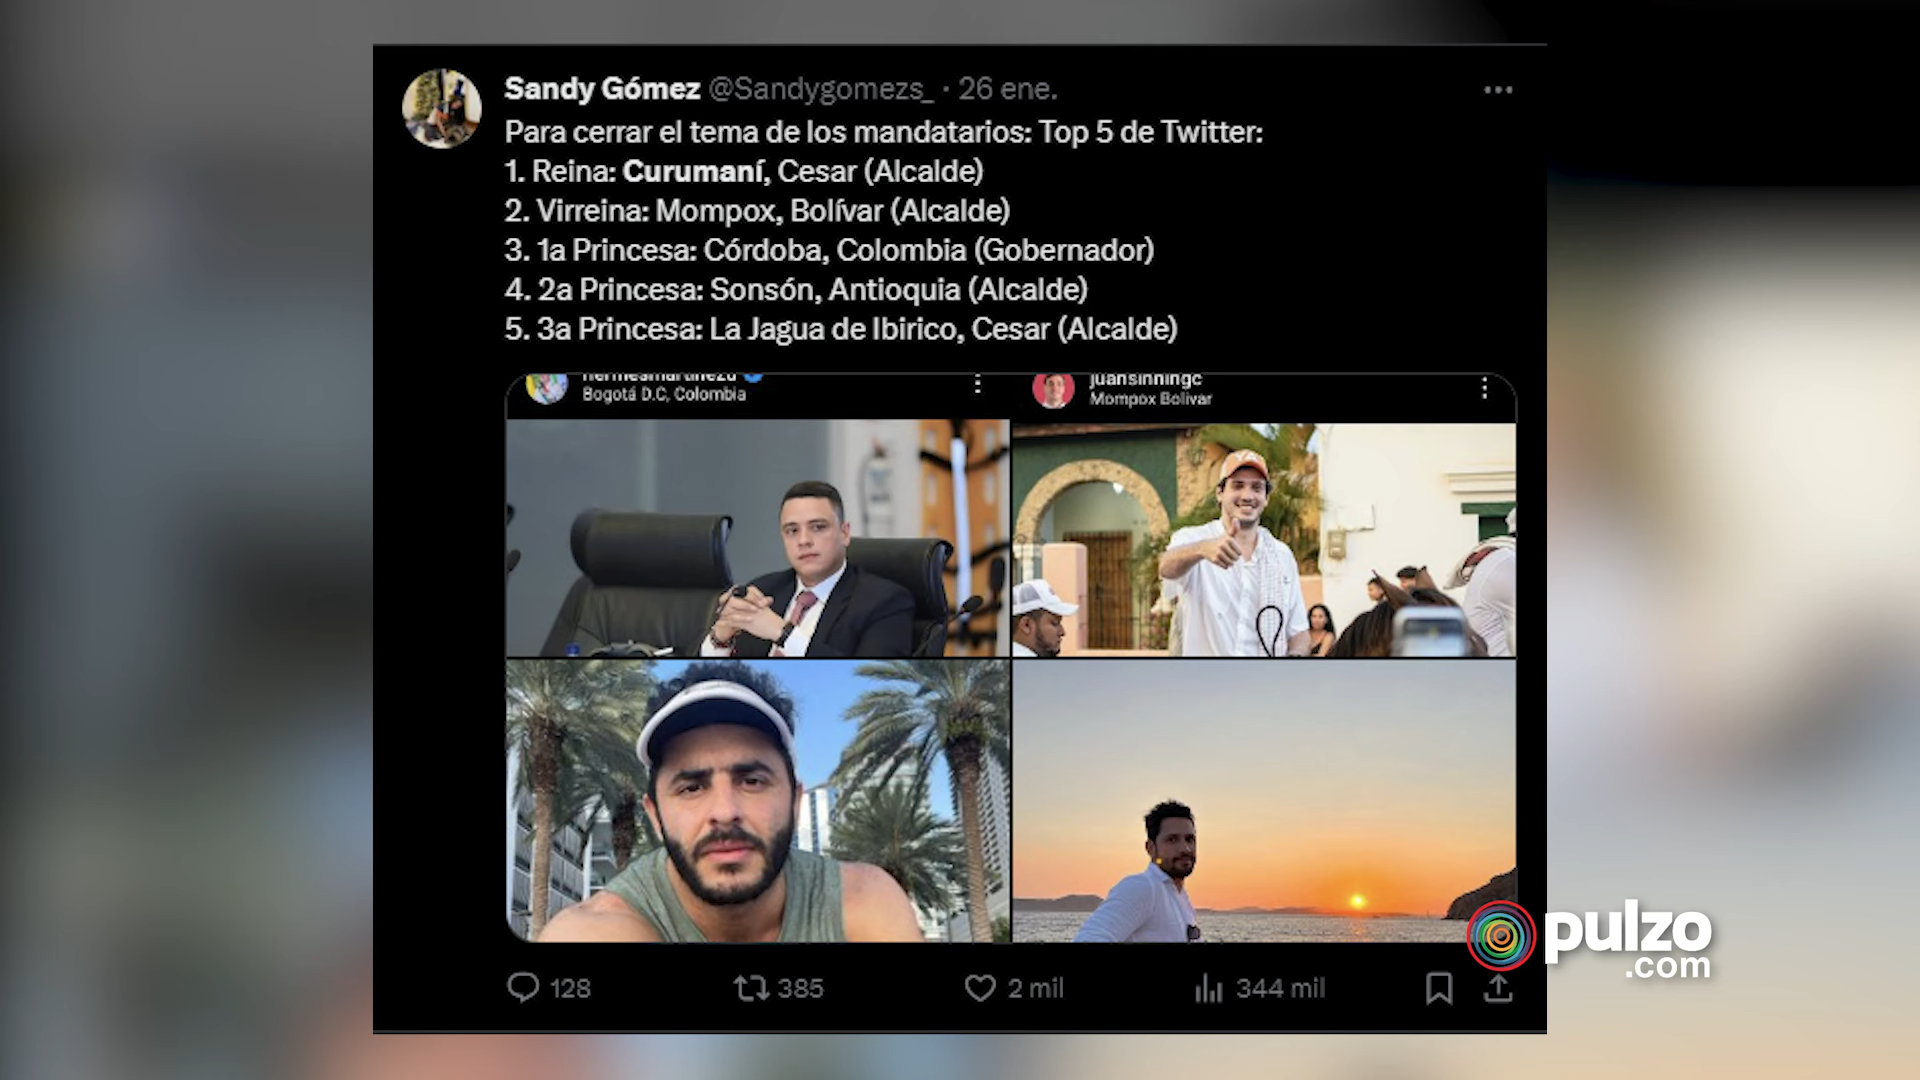 Sandy Gómez @Sandygomezs_ · 26 ene.
Para cerrar el tema de los mandatarios: Top 5 de Twitter:
1. Reina: Curumaní, Cesar (Alcalde)
2. Virreina: Mompox, Bolívar (Alcalde)
3. 1a Princesa: Córdoba, Colombia (Gobernador)
4. 2a Princesa: Sonsón, Antioquia (Alcalde)
5. 3a Princesa: La Jagua de Ibirico, Cesar (Alcalde)
Bogotá D.C, Colombia
juansinningc
Mompox Bolivar
YA
128
385
2 mil
344 mil
pulzo
.com